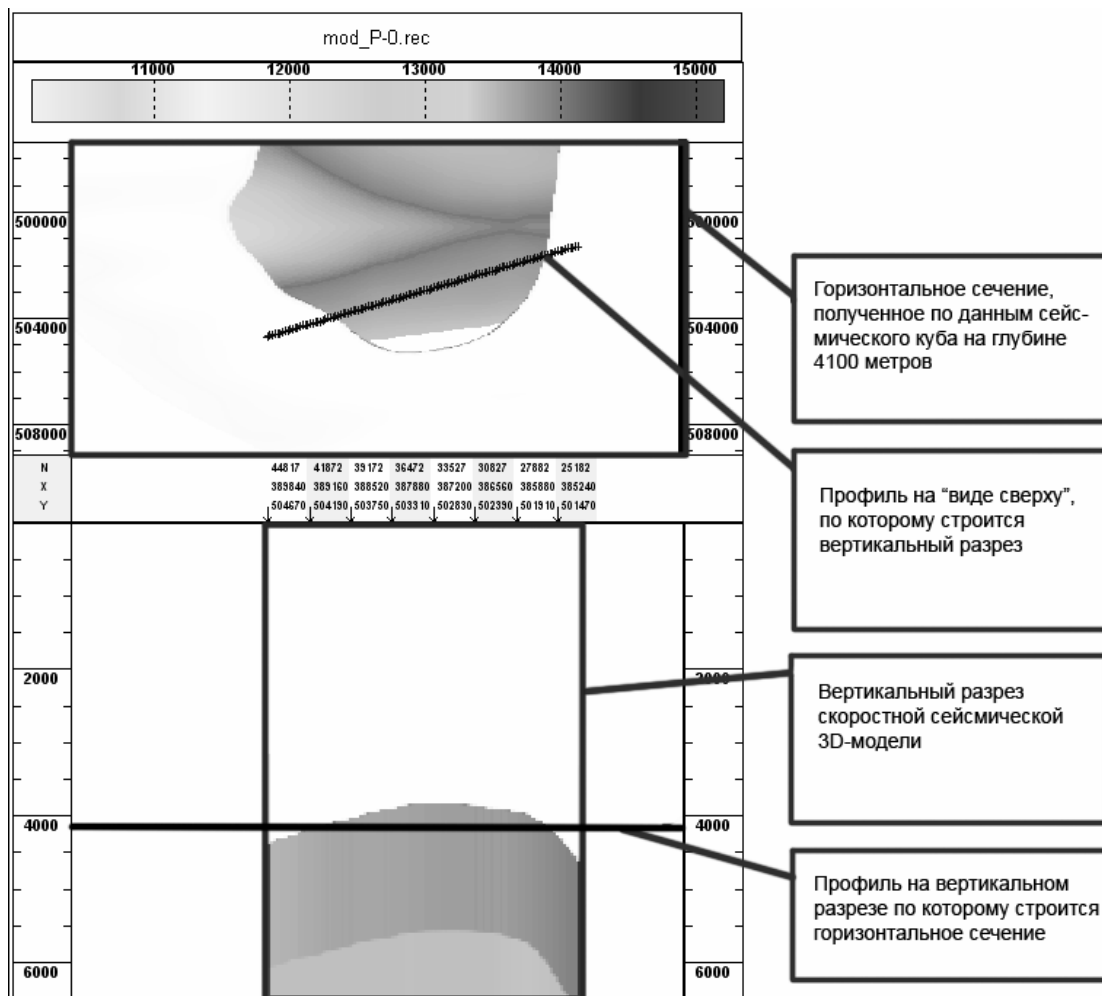 mod_P-0.rec
11000 12000 13000 14000 15000
500000 500000
504000 504000
508000 508000
Горизонтальное сечение,
полученное по данным сейс-
мического куба на глубине
4100 метров
N 44817 41872 39172 36472 33527 30827 27882 25182
X 389840 389160 388520 387880 387200 386560 385880 385240
Y 504670 504190 503750 503310 502830 502390 501910 501470
Профиль на “виде сверху”,
по которому строится
вертикальный разрез
2000 2000
Вертикальный разрез
скоростной сейсмической
3D-модели
4000 4000
Профиль на вертикальном
разрезе по которому строится
горизонтальное сечение
6000 6000